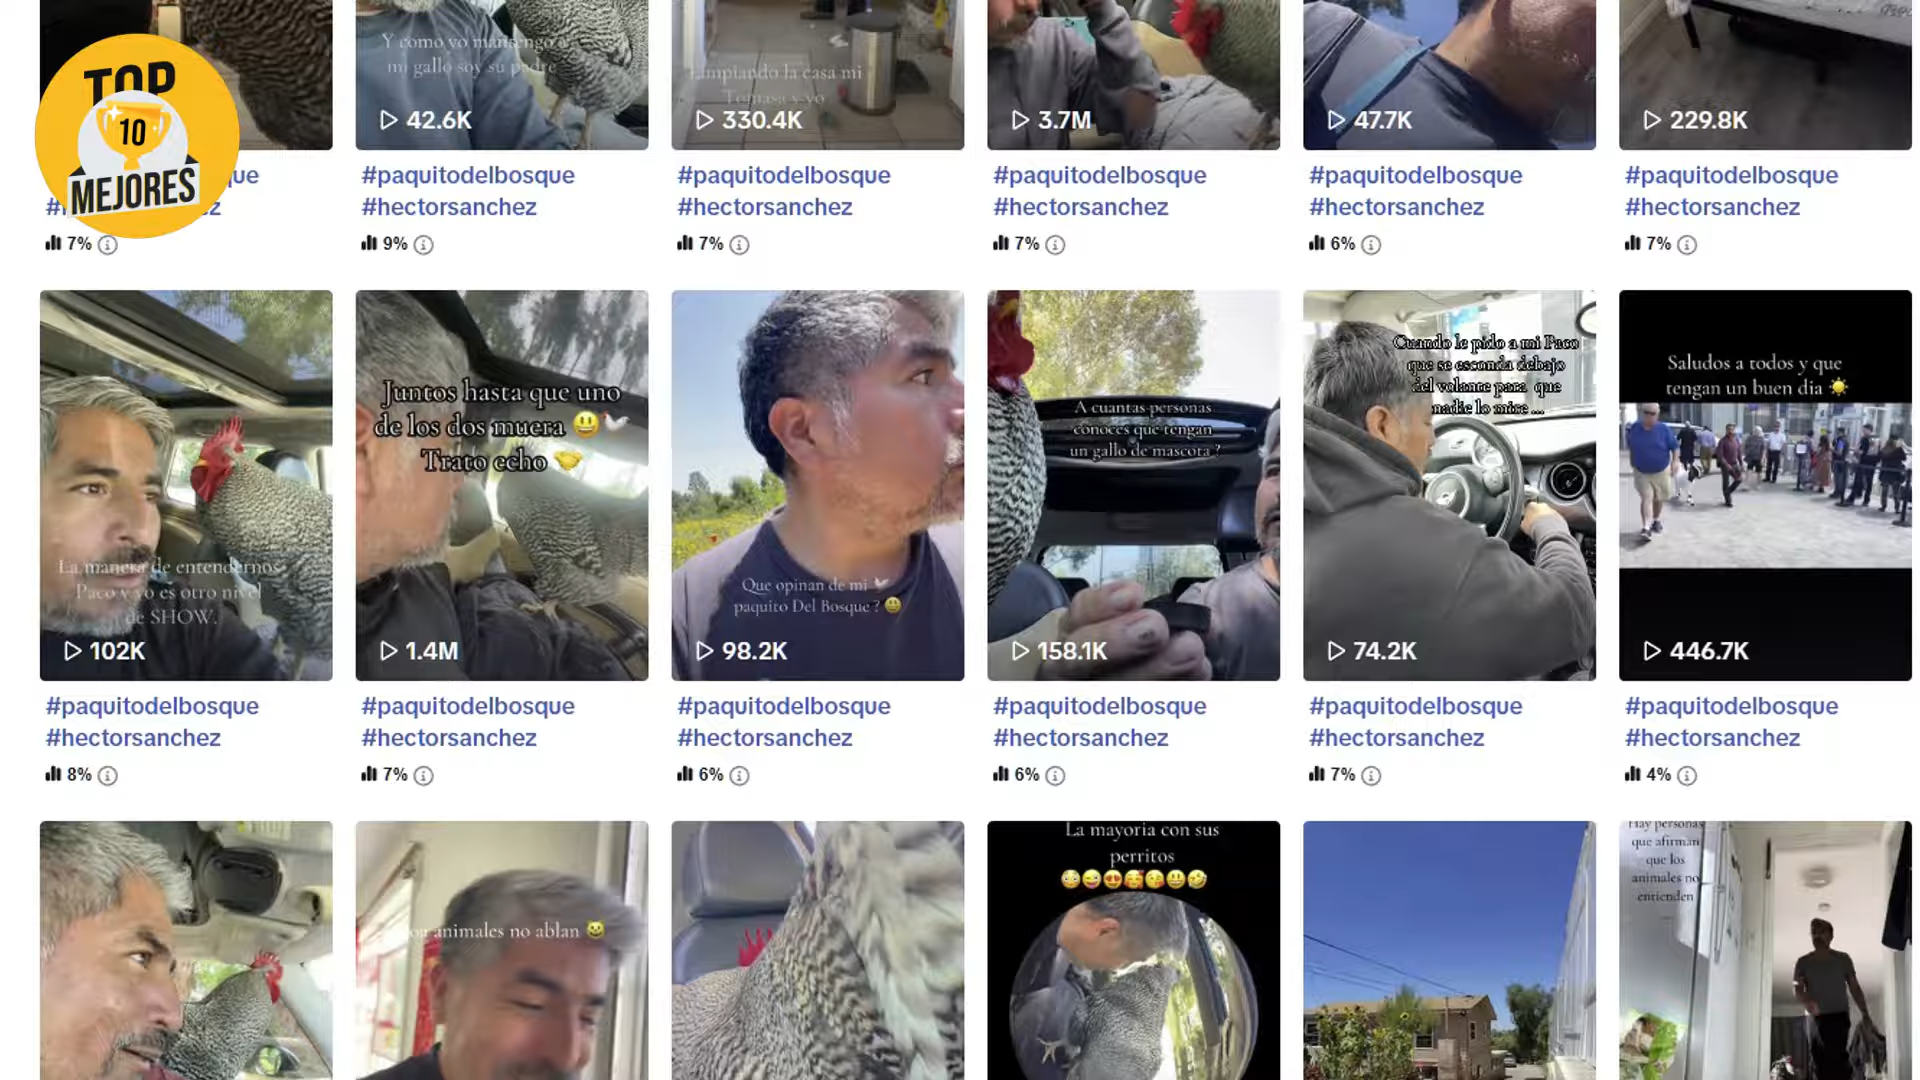 TOP
10
MEJORES
Y como yo mantengo a
mi gallo soy su padre
Limpiando la casa mi
Tomasa y yo
42.6K
330.4K
3.7M
47.7K
229.8K
#paquitodelbosque
#hectorsanchez
#paquitodelbosque
#hectorsanchez
#paquitodelbosque
#hectorsanchez
#paquitodelbosque
#hectorsanchez
#paquitodelbosque
#hectorsanchez
7%
9%
7%
7%
6%
7%
La manera de entendernos
Paco y yo es otro nivel
de SHOW.
102K
Juntos hasta que uno
de los dos muera 😃🕊️
Trato echo 🤝
1.4M
Que opinan de mi 🕊️
paquito Del Bosque ? 😃
98.2K
A cuantas personas
conoces que tengan
un gallo de mascota ?
158.1K
Cuando le pido a mi Paco
que se esconda debajo
del volante para que
nadie lo mire ...
74.2K
Saludos a todos y que
tengan un buen dia ☀️
446.7K
#paquitodelbosque
#hectorsanchez
#paquitodelbosque
#hectorsanchez
#paquitodelbosque
#hectorsanchez
#paquitodelbosque
#hectorsanchez
#paquitodelbosque
#hectorsanchez
#paquitodelbosque
#hectorsanchez
8%
7%
6%
6%
7%
4%
animales no ablan 😺
La mayoria con sus
perritos
😳😜😍🥰😘😃🤣
Hay personas
que afirman
que los
animales no
entienden
...